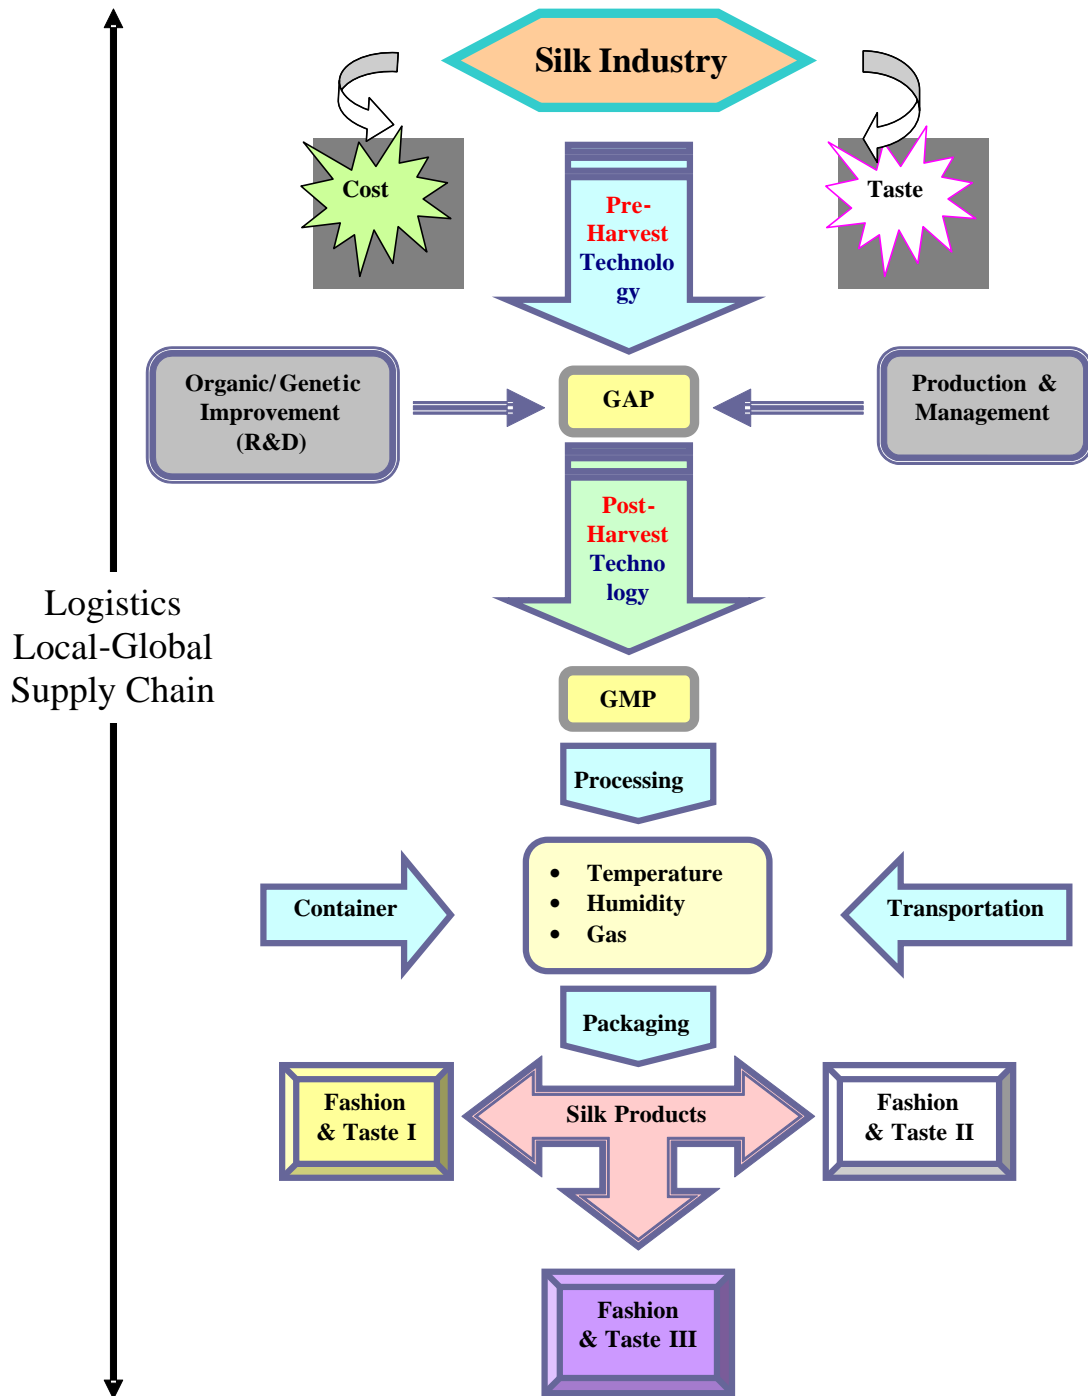 Silk Industry
Cost
Taste
Pre-
Harvest
Technolo
gy
Organic/ Genetic
Improvement
(R&D)
GAP
Production &
Management
Post-
Harvest
Techno
logy
Logistics
Local-Global
Supply Chain
GMP
Processing
• Temperature
• Humidity
• Gas
Container
Transportation
Packaging
Fashion
& Taste I
Silk Products
Fashion
& Taste II
Fashion
& Taste III